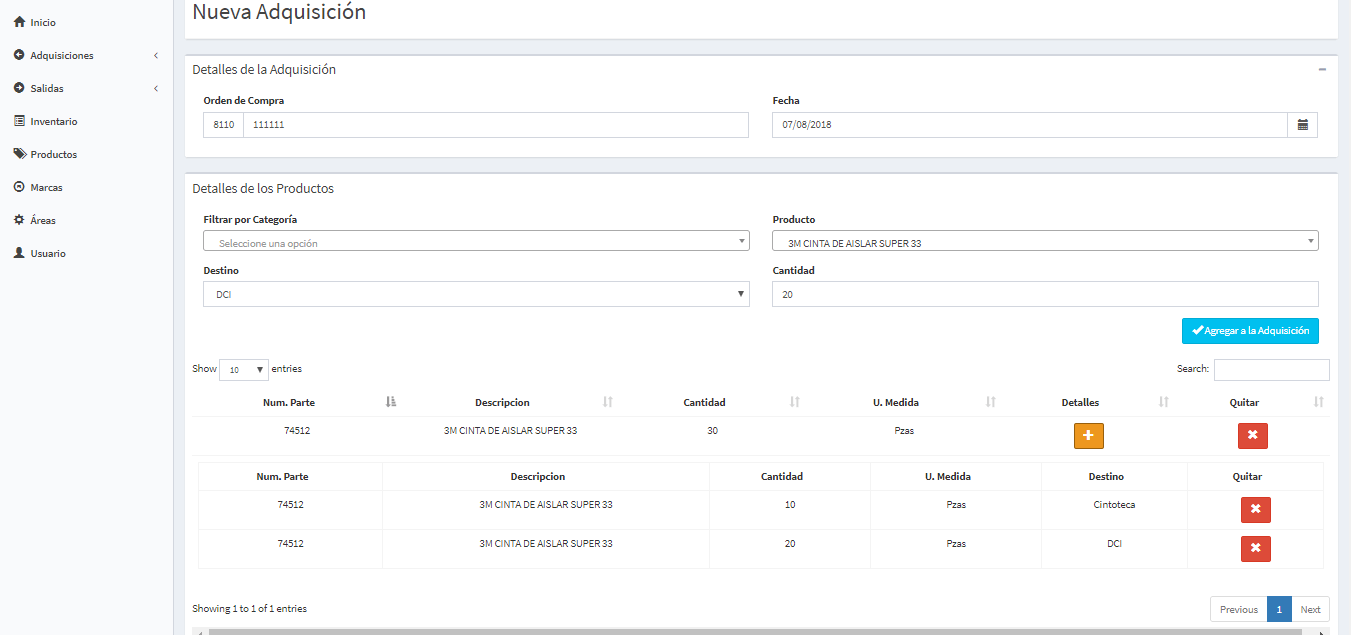 Nueva Adquisición
Inicio
Adquisiciones
Salidas
Inventario
Productos
Marcas
Áreas
Usuario
Detalles de la Adquisición
Orden de Compra Fecha
8110 111111 07/08/2018
Detalles de los Productos
Filtrar por Categoría Producto
Seleccione una opción 3M CINTA DE AISLAR SUPER 33
Destino Cantidad
DCI 20
Agregar a la Adquisición
Show 10 entries Search:
Num. Parte Descripcion Cantidad U. Medida Detalles Quitar
74512 3M CINTA DE AISLAR SUPER 33 30 Pzas
Num. Parte Descripcion Cantidad U. Medida Destino Quitar
74512 3M CINTA DE AISLAR SUPER 33 10 Pzas Cintoteca
74512 3M CINTA DE AISLAR SUPER 33 20 Pzas DCI
Showing 1 to 1 of 1 entries Previous 1 Next